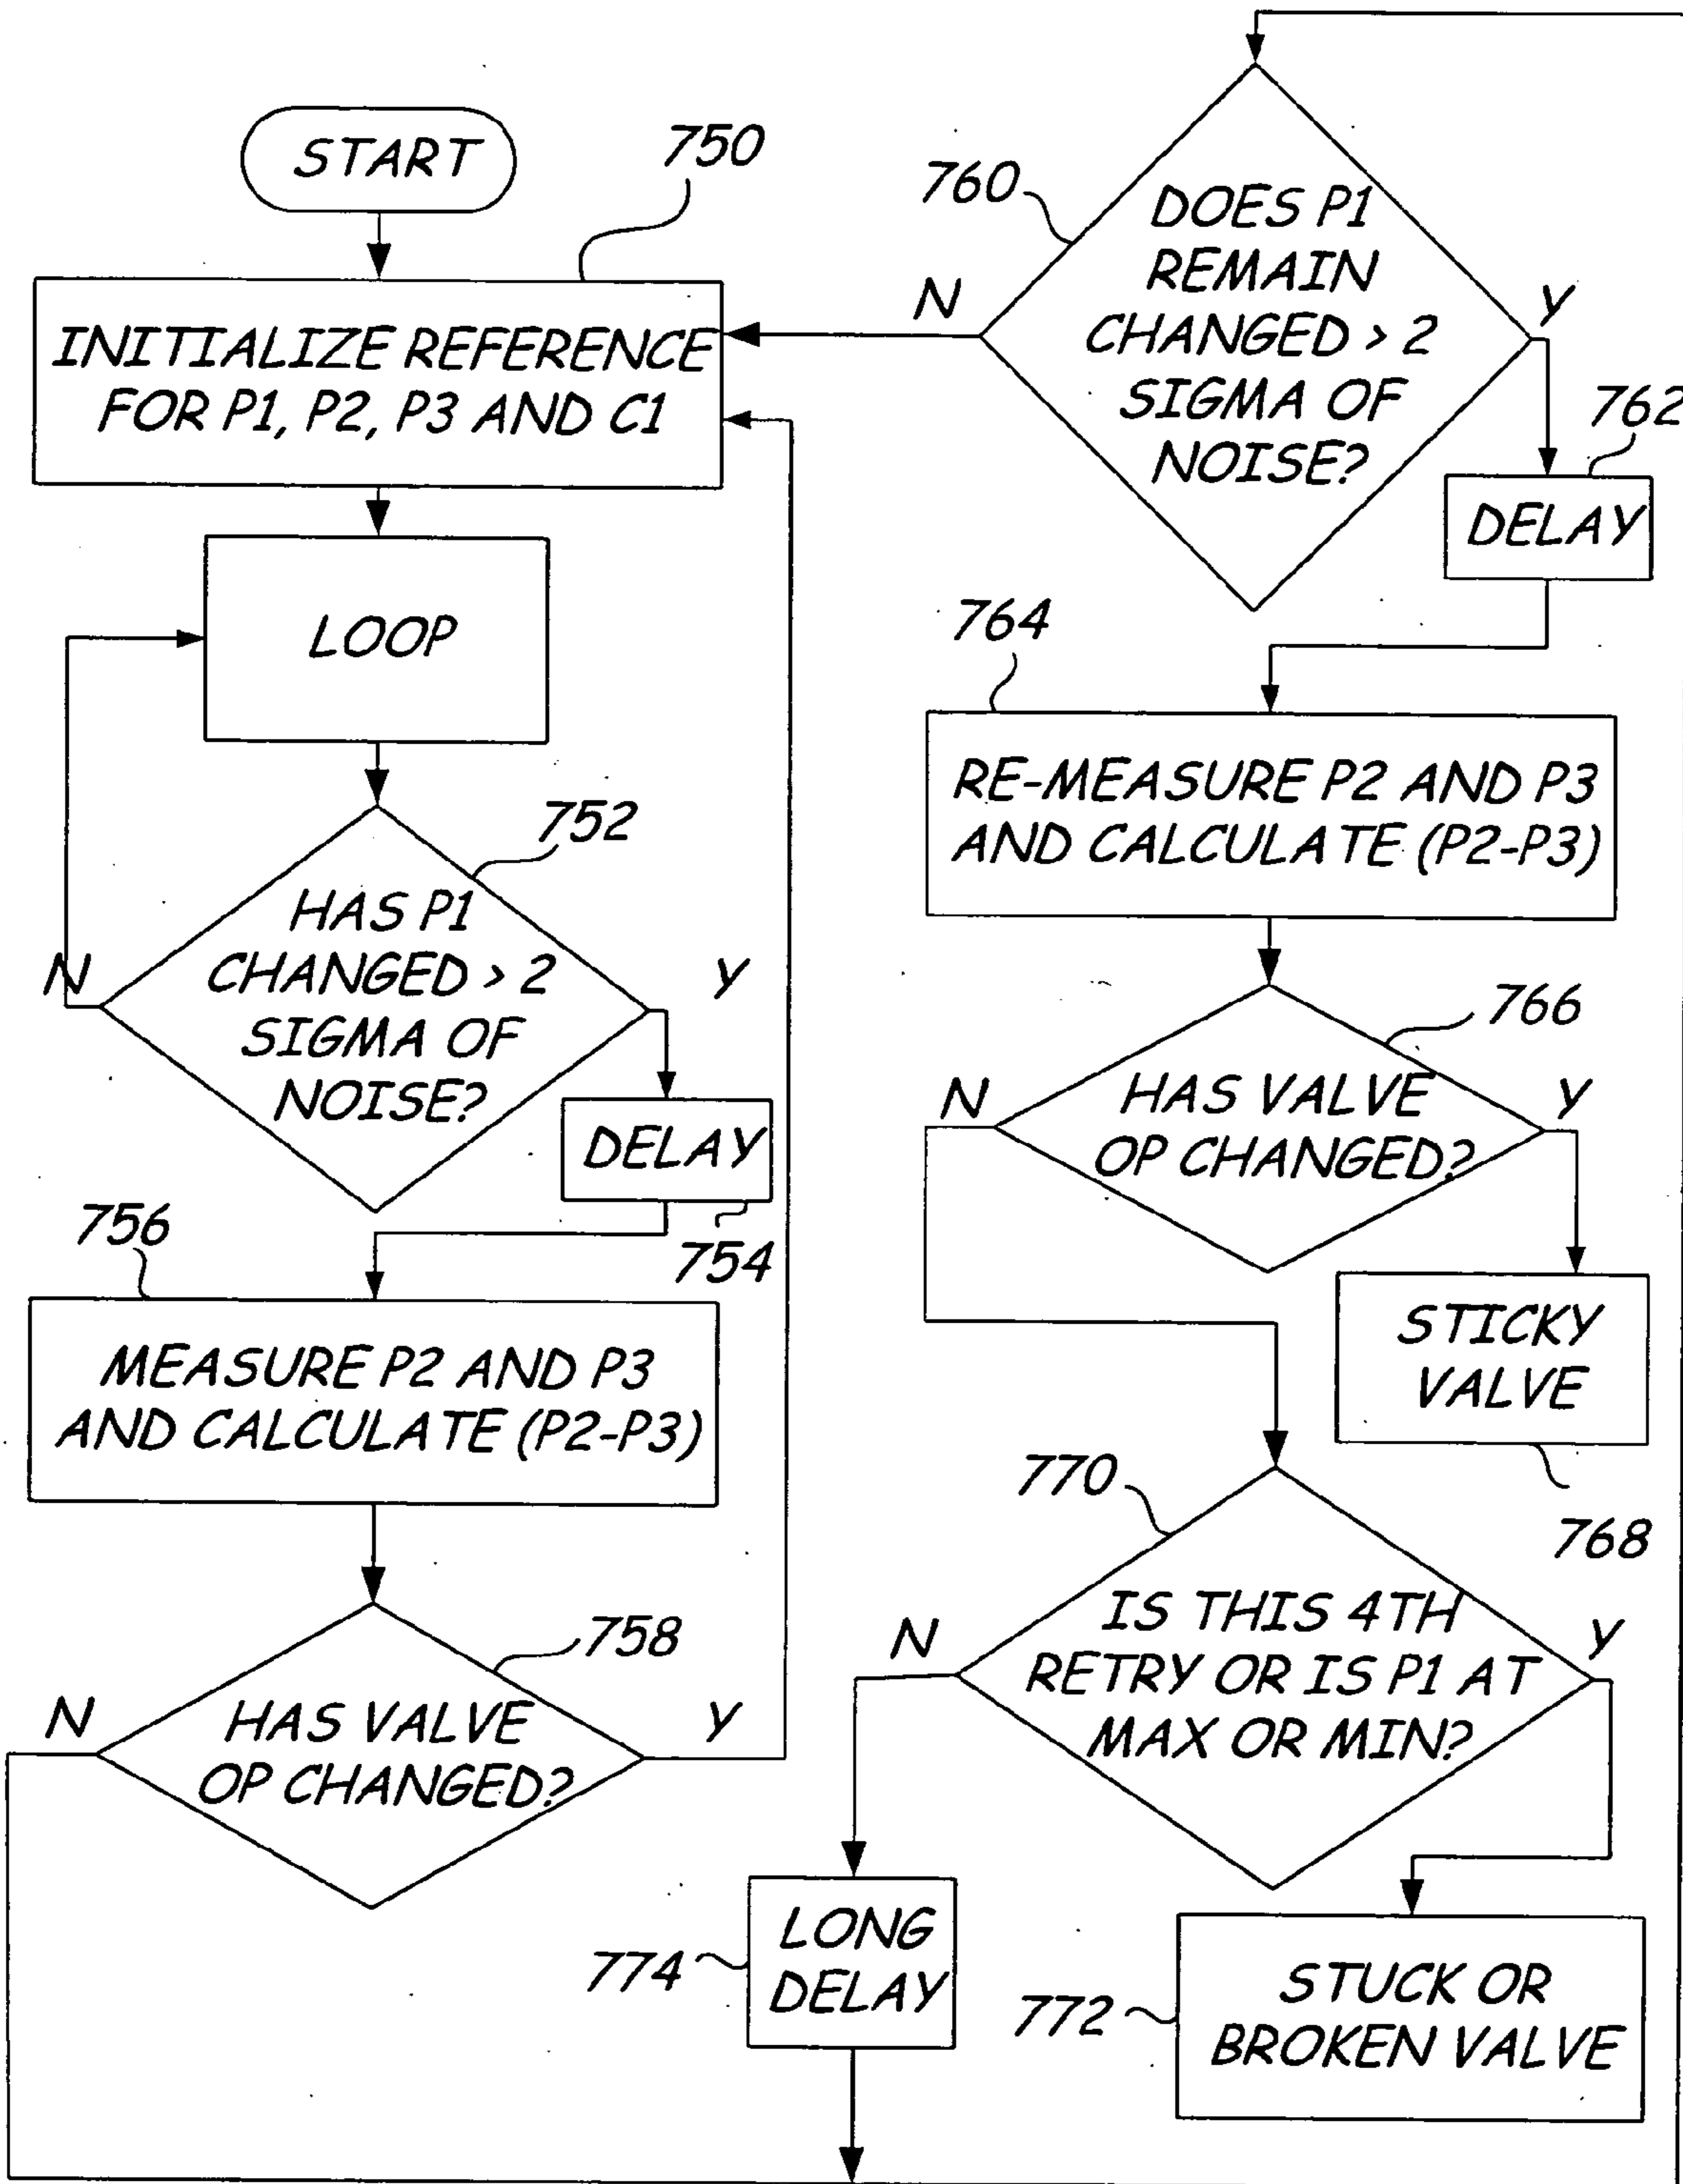 START
750
INITIALIZE REFERENCE
FOR P1, P2, P3 AND C1
LOOP
752
HAS P1
CHANGED > 2
SIGMA OF
NOISE?
N
Y
DELAY
754
756
MEASURE P2 AND P3
AND CALCULATE (P2-P3)
758
HAS VALVE
OP CHANGED?
N
Y
760
DOES P1
REMAIN
CHANGED > 2
SIGMA OF
NOISE?
N
Y
762
DELAY
764
RE-MEASURE P2 AND P3
AND CALCULATE (P2-P3)
766
HAS VALVE
OP CHANGED?
N
Y
STICKY
VALVE
768
770
IS THIS 4TH
RETRY OR IS P1 AT
MAX OR MIN?
N
Y
LONG
DELAY
774
STUCK OR
BROKEN VALVE
772